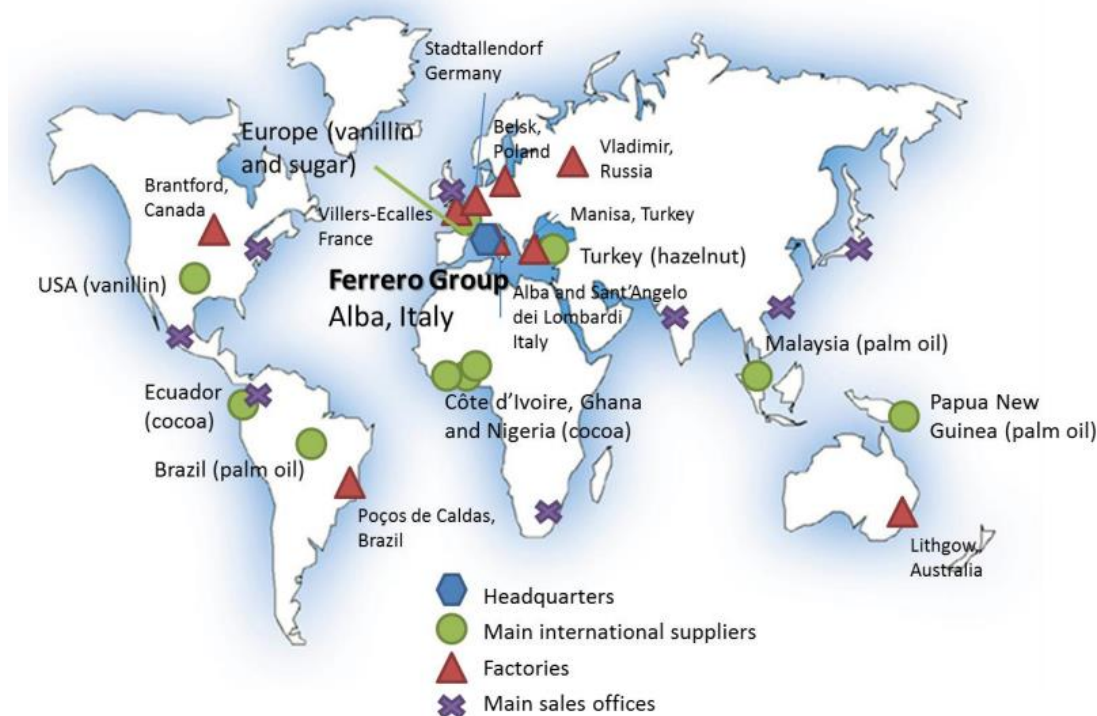 Stadtallendorf
Germany
Europe (vanillin
and sugar)
Belsk,
Poland
Vladimir,
Russia
Brantford,
Canada
Villers-Ecalles
France
Manisa, Turkey
USA (vanillin)
Turkey (hazelnut)
Ferrero Group
Alba, Italy
Alba and Sant’Angelo
dei Lombardi
Italy
Malaysia (palm oil)
Ecuador
(cocoa)
Côte d’Ivoire, Ghana
and Nigeria (cocoa)
Papua New
Guinea (palm oil)
Brazil (palm oil)
Poços de Caldas,
Brazil
Lithgow,
Australia
Headquarters
Main international suppliers
Factories
Main sales offices